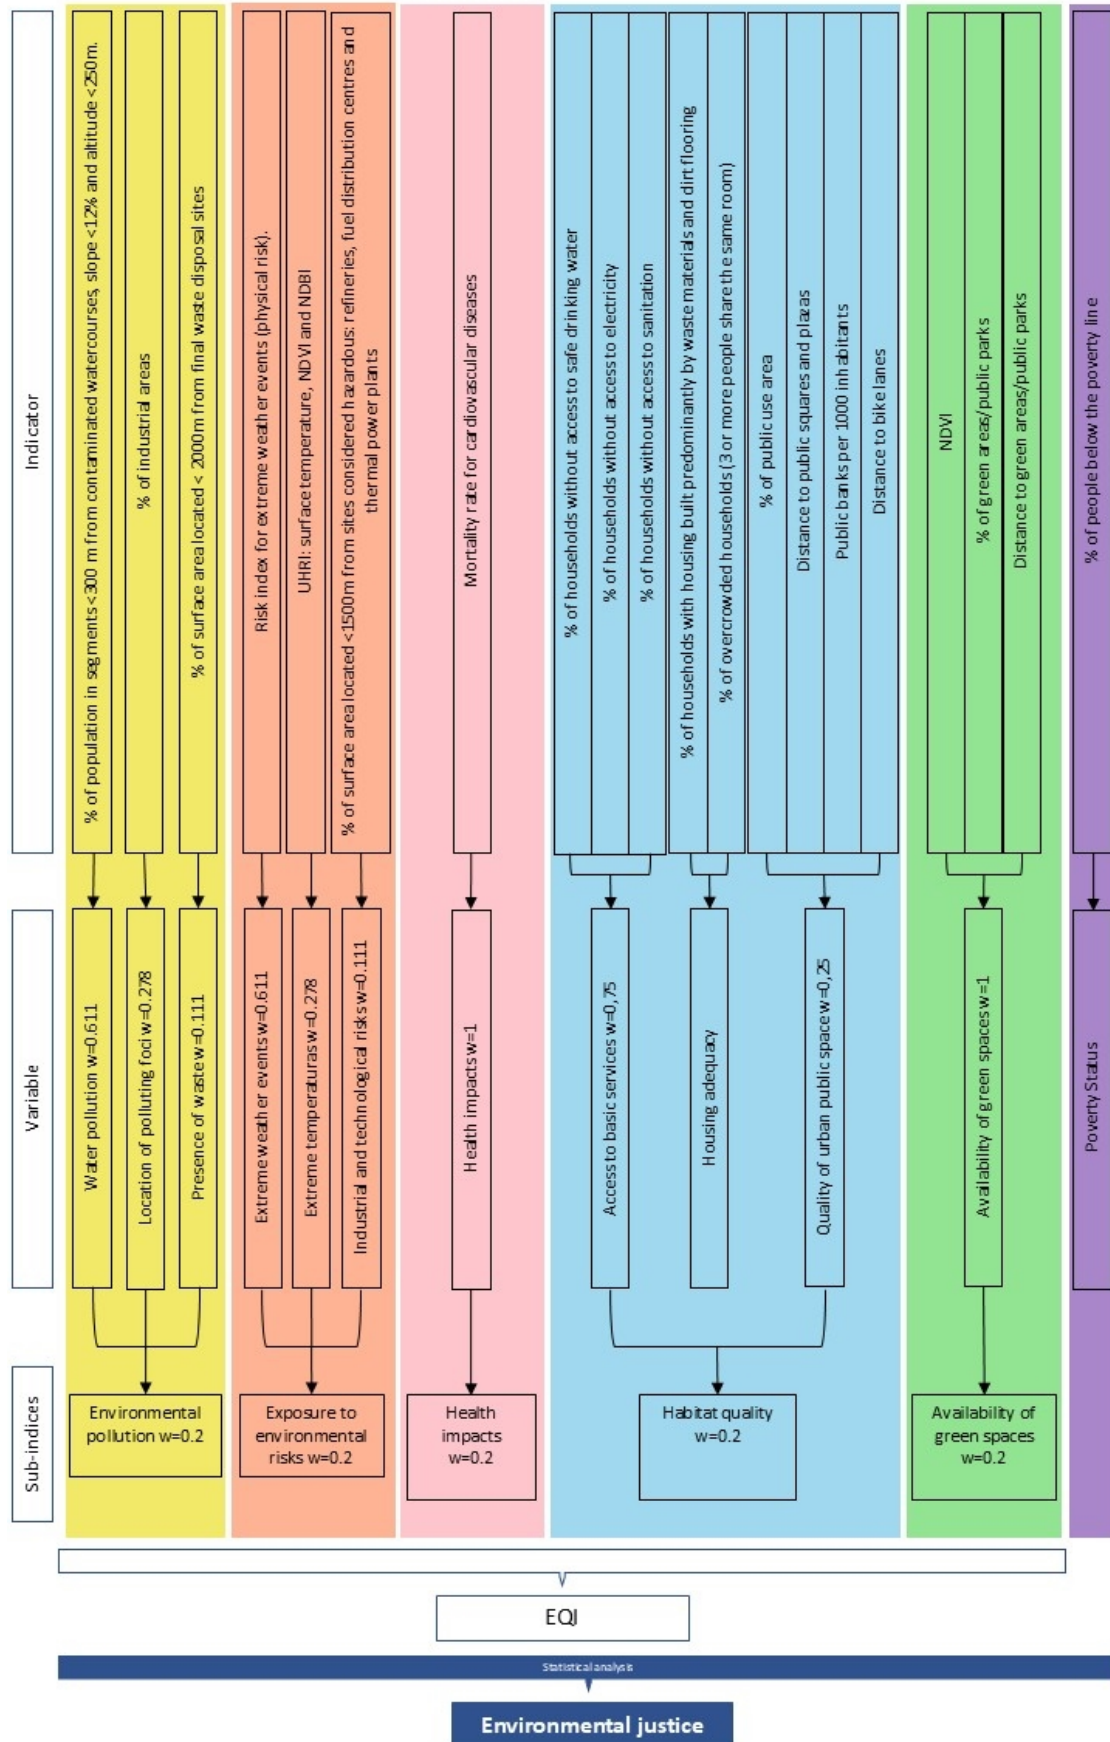 Indicator
% of population in segments <300 m from contaminated watercourses, slope <12% and altitude <250m.
% of industrial areas
% of surface area located < 2000m from final waste disposal sites
Risk index for extreme weather events (physical risk).
UHRI: surface temperature, NDVI and NDBI
% of surface area located <1500m from sites considered hazardous: refineries, fuel distribution centres and
thermal power plants
Mortality rate for cardiovascular diseases
% of households without access to safe drinking water
% of households without access to electricity
% of households without access to sanitation
% of households with housing built predominantly by waste materials and dirt flooring
% of overcrowded households (3 or more people share the same room)
% of public use area
Distance to public squares and plazas
Public banks per 1000 inhabitants
Distance to bike lanes
NDVI
% of green areas/public parks
Distance to green areas/public parks
% of people below the poverty line
Variable
Water pollution w=0.611
Location of polluting foci w=0.278
Presence of waste w=0.111
Extreme weather events w=0.611
Extreme temperaturas w=0.278
Industrial and technological risks w=0.111
Health impacts w=1
Access to basic services w=0,75
Housing adequacy
Quality of urban public space w=0,25
Availability of green spaces w=1
Poverty Status
Sub-indices
Environmental
pollution w=0.2
Exposure to
environmental
risks w=0.2
Health
impacts
w=0.2
Habitat quality
w=0.2
Availability of
green spaces
w=0.2
EQI
Statistical analysis
Environmental justice